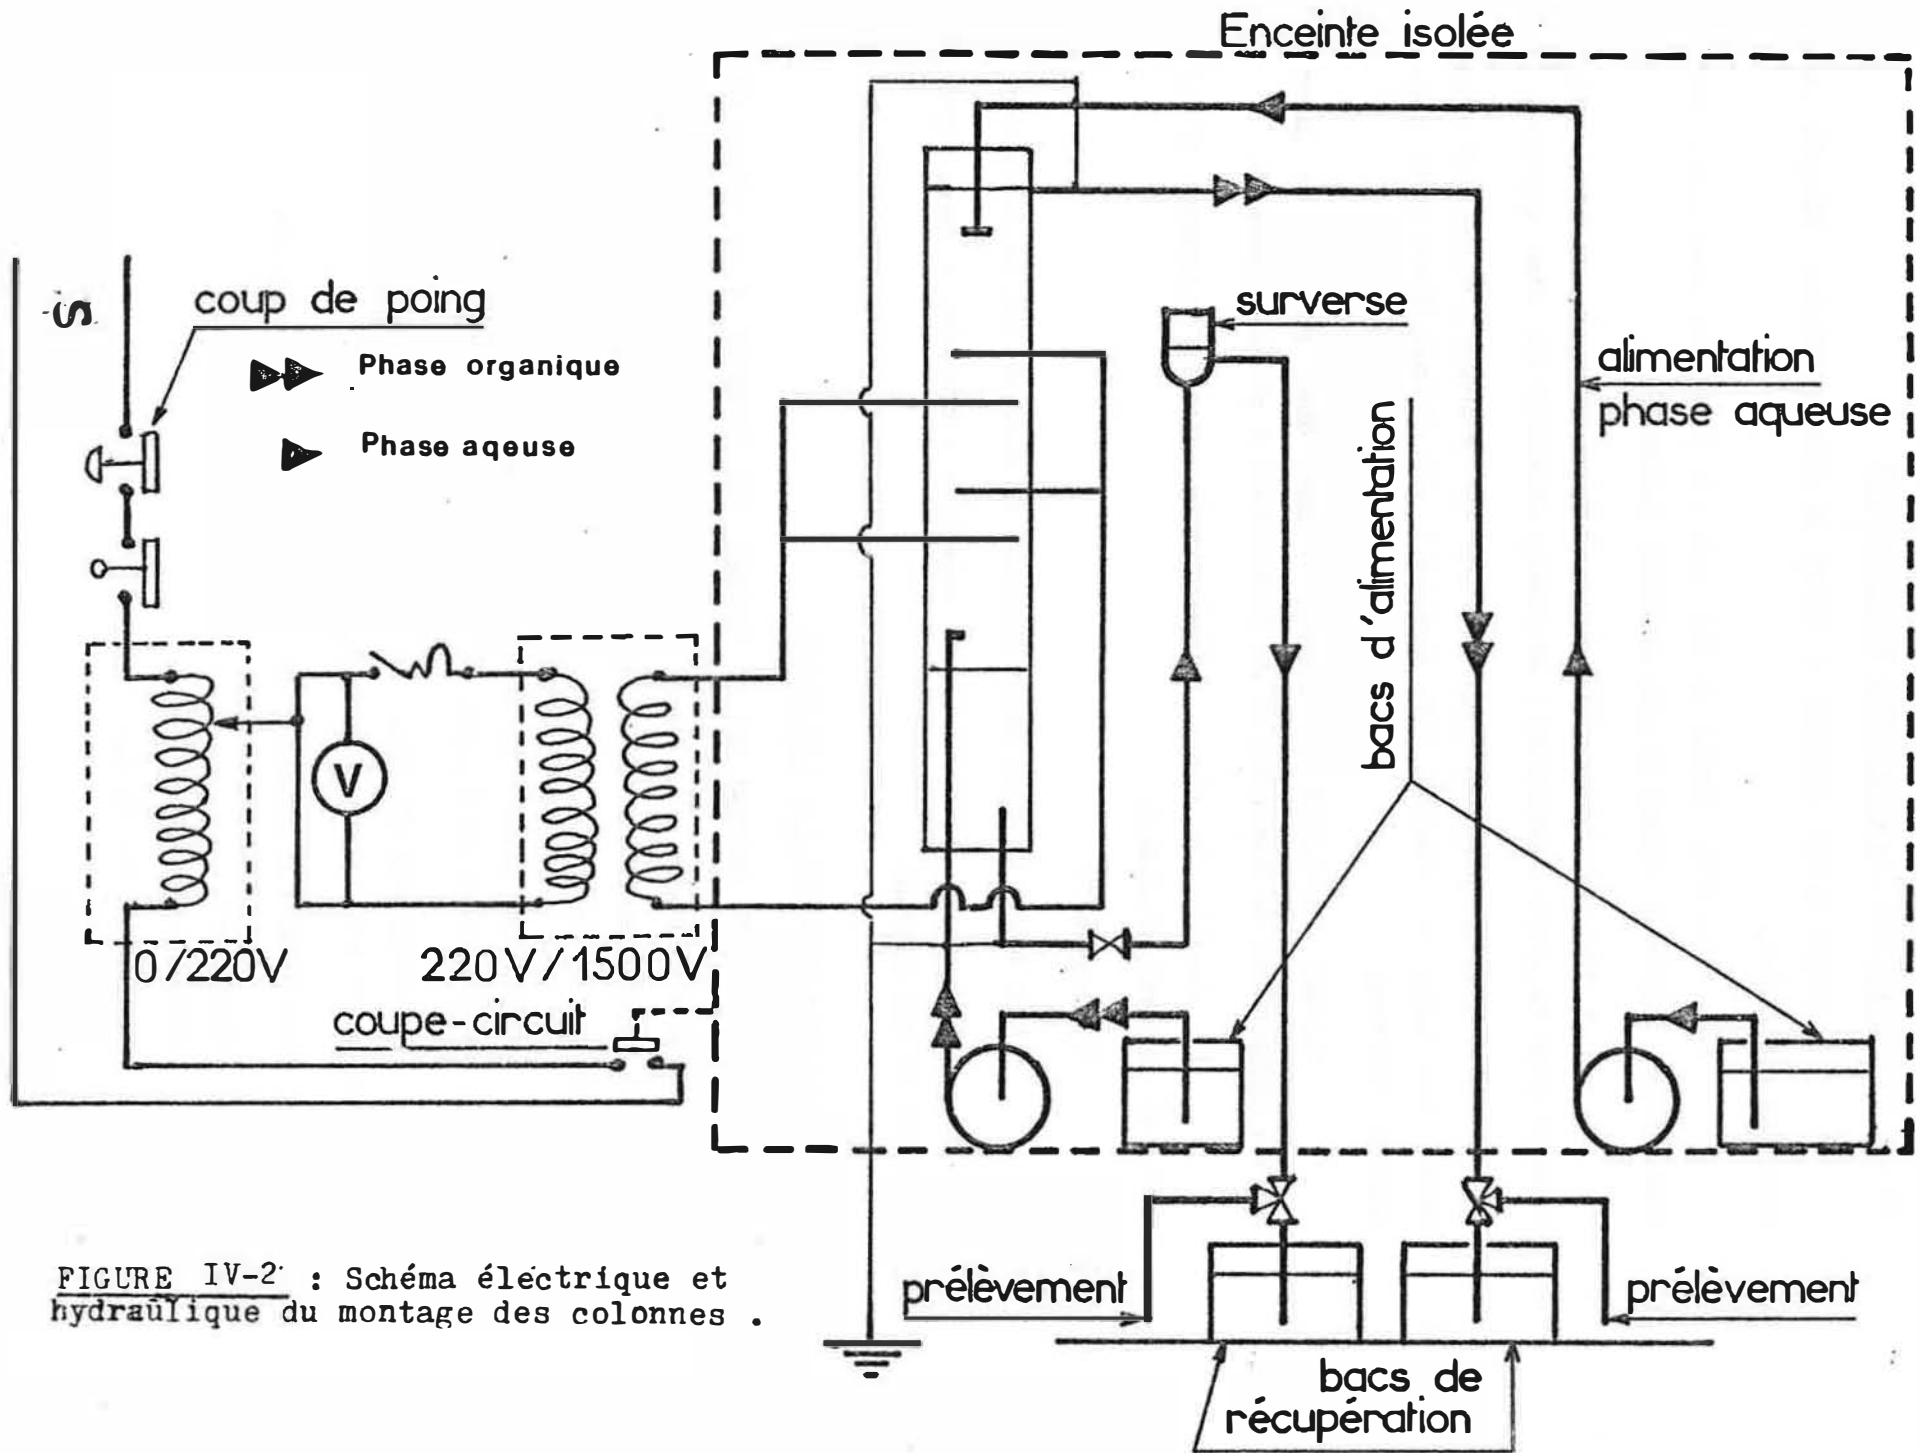 Enceinte isolée
S
coup de poing
Phase organique
Phase aqeuse
surverse
alimentation
phase aqueuse
bacs d'alimentation
V
0/220V
220V/1500V
coupe-circuit
FIGURE IV-2 : Schéma électrique et
hydraulique du montage des colonnes .
prélèvement
prélèvement
bacs de
récupération